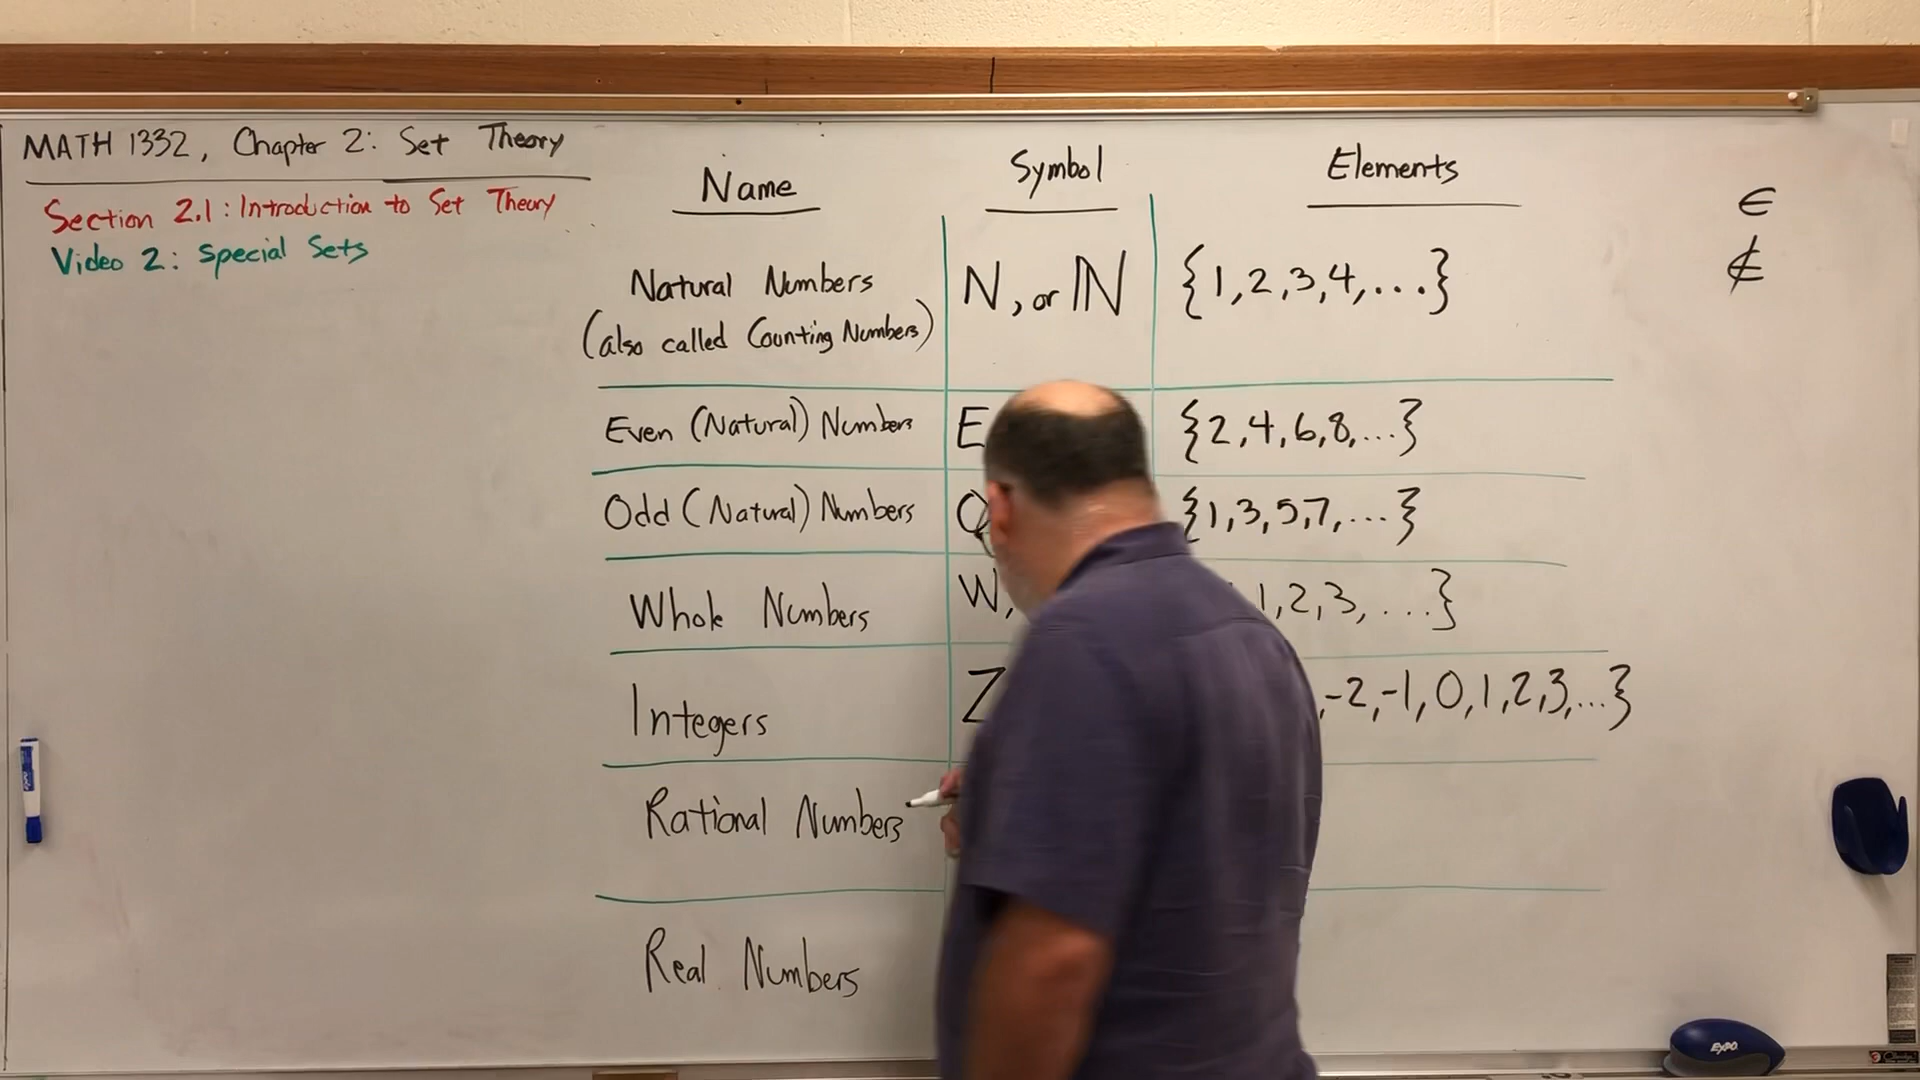 MATH 1332, Chapter 2: Set Theory
Section 2.1: Introduction to Set Theory
Video 2: Special Sets
Name
Symbol
Elements
∈
∉
Natural Numbers
(also called Counting Numbers)
N, or ℕ
{1,2,3,4,...}
Even (Natural) Numbers
E
{2,4,6,8,...}
Odd (Natural) Numbers
O
{1,3,5,7,...}
Whole Numbers
W,
1,2,3,...}
Integers
Z
,-2,-1,0,1,2,3,...}
Rational Numbers
Real Numbers
EXPO